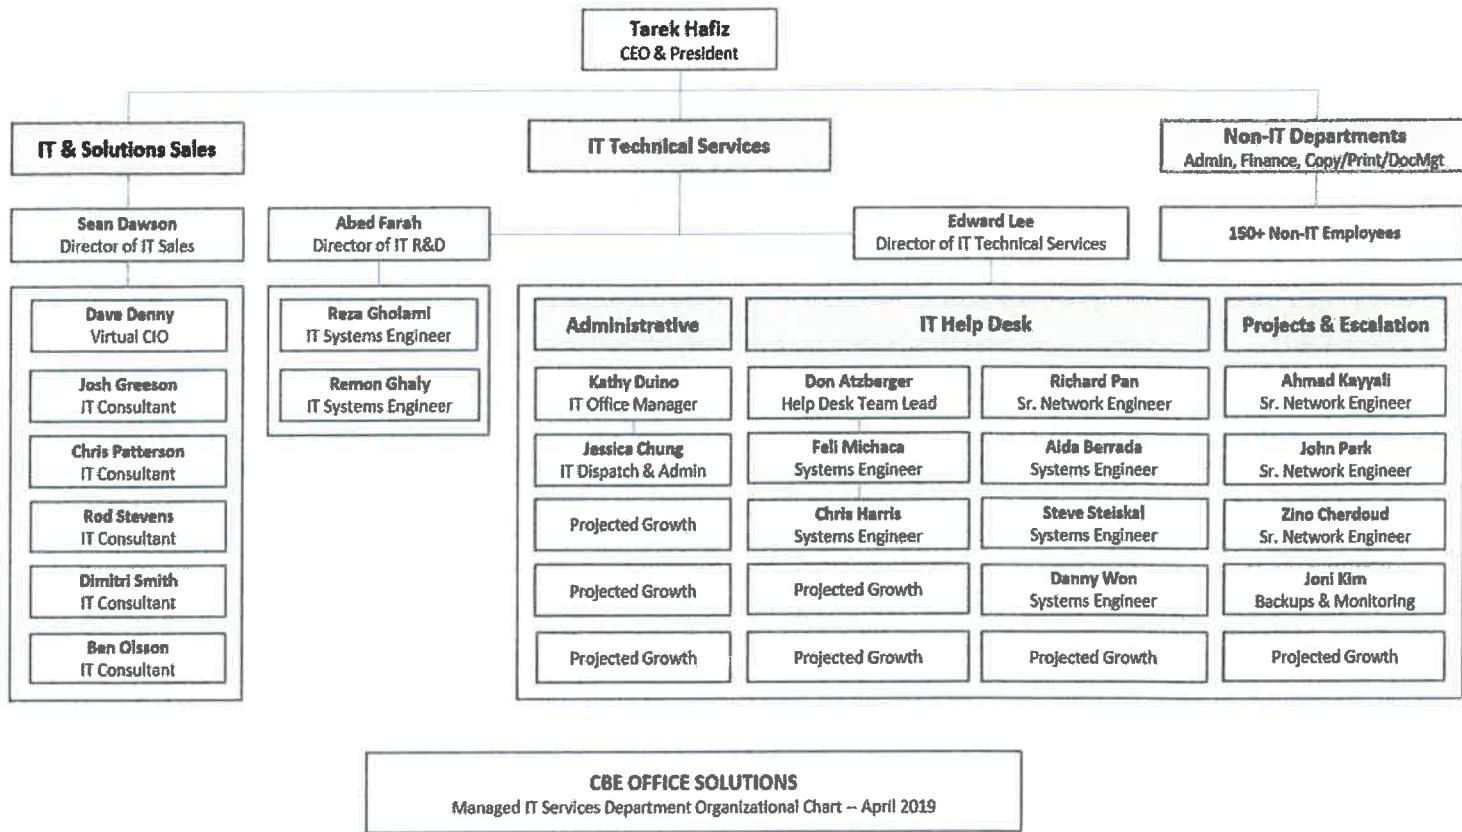 Tarek Hafiz
CEO & President
IT & Solutions Sales
IT Technical Services
Non-IT Departments
Admin, Finance, Copy/Print/DocMgt
Sean Dawson
Director of IT Sales
Abed Farah
Director of IT R&D
Edward Lee
Director of IT Technical Services
150+ Non-IT Employees
Dave Denny
Virtual CIO
Josh Greeson
IT Consultant
Chris Patterson
IT Consultant
Rod Stevens
IT Consultant
Dimitri Smith
IT Consultant
Ben Olsson
IT Consultant
Reza Gholami
IT Systems Engineer
Remon Ghaly
IT Systems Engineer
Administrative
Kathy Duino
IT Office Manager
Jessica Chung
IT Dispatch & Admin
Projected Growth
Projected Growth
Projected Growth
IT Help Desk
Don Atzberger
Help Desk Team Lead
Feli Michaca
Systems Engineer
Chris Harris
Systems Engineer
Projected Growth
Projected Growth
Richard Pan
Sr. Network Engineer
Aida Berrada
Systems Engineer
Steve Steiskal
Systems Engineer
Danny Won
Systems Engineer
Projected Growth
Projects & Escalation
Ahmad Kayyali
Sr. Network Engineer
John Park
Sr. Network Engineer
Zino Cherdoud
Sr. Network Engineer
Joni Kim
Backups & Monitoring
Projected Growth
CBE OFFICE SOLUTIONS
Managed IT Services Department Organizational Chart -- April 2019